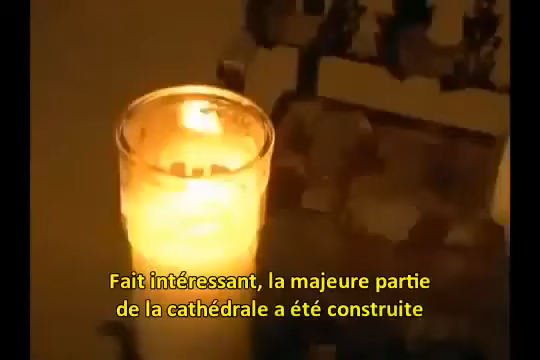 Fait intéressant, la majeure partie
de la cathédrale a été construite